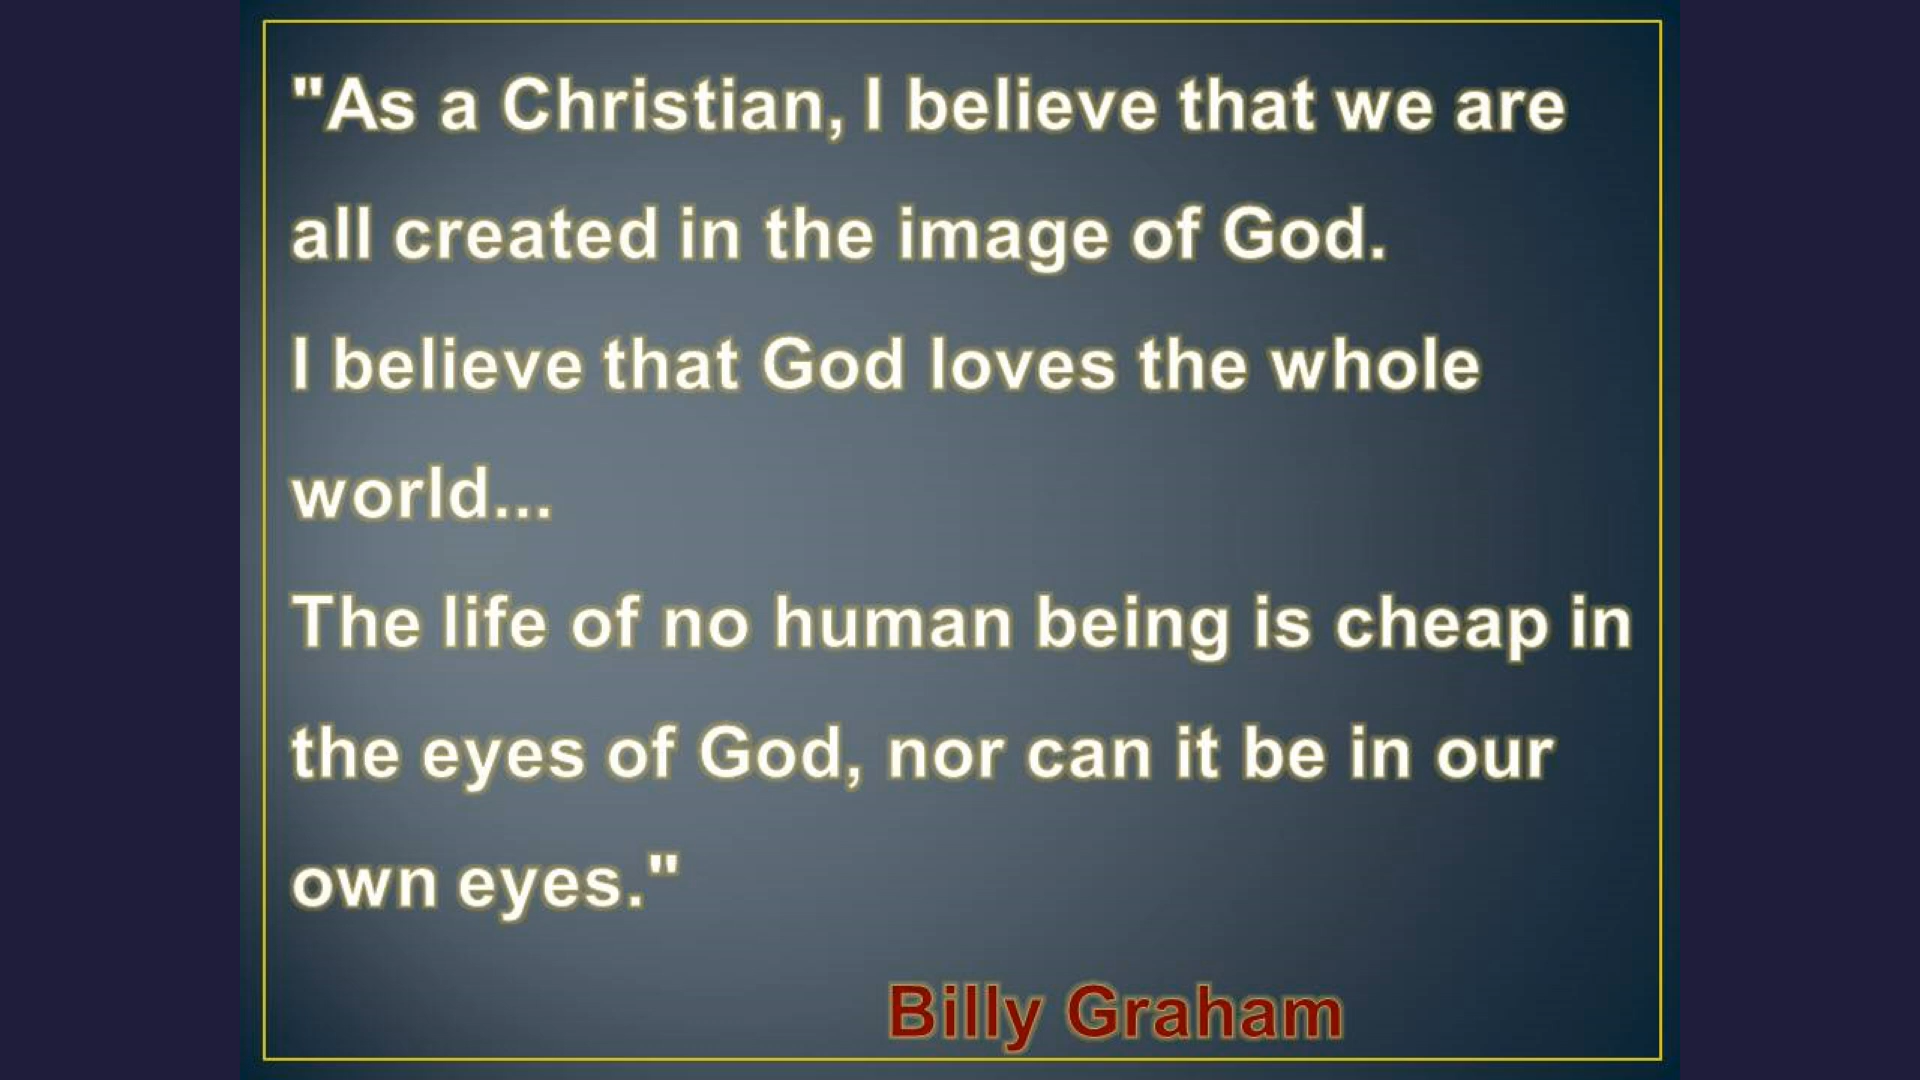 "As a Christian, I believe that we are
all created in the image of God.
I believe that God loves the whole
world...
The life of no human being is cheap in
the eyes of God, nor can it be in our
own eyes."
Billy Graham